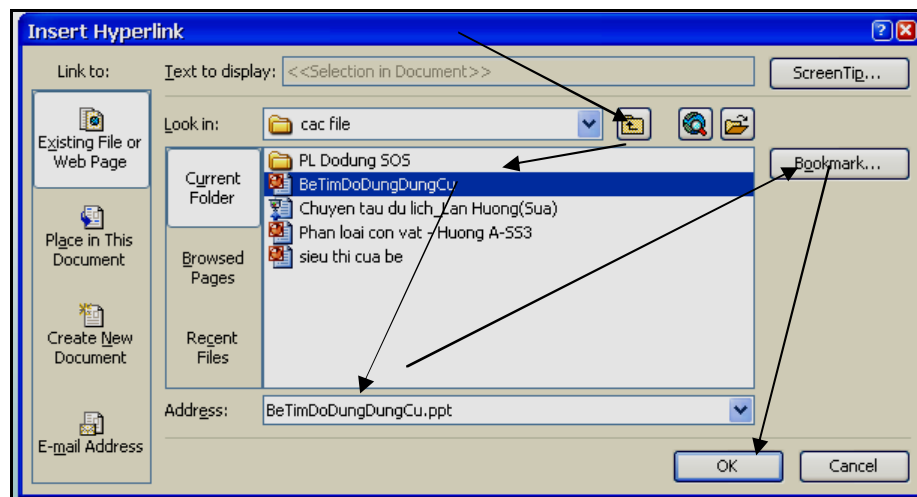 Insert Hyperlink
Link to:
Text to display: <<Selection in Document>>
ScreenTip...
Look in: cac file
Existing File or
Web Page
Place in This
Document
Create New
Document
E-mail Address
Current
Folder
Browsed
Pages
Recent
Files
PL Dodung SOS
BeTimDoDungDungCu
Chuyen tau du lich_Lan Huong(Sua)
Phan loai con vat - Huong A-SS3
sieu thi cua be
Bookmark...
Address: BeTimDoDungDungCu.ppt
OK
Cancel